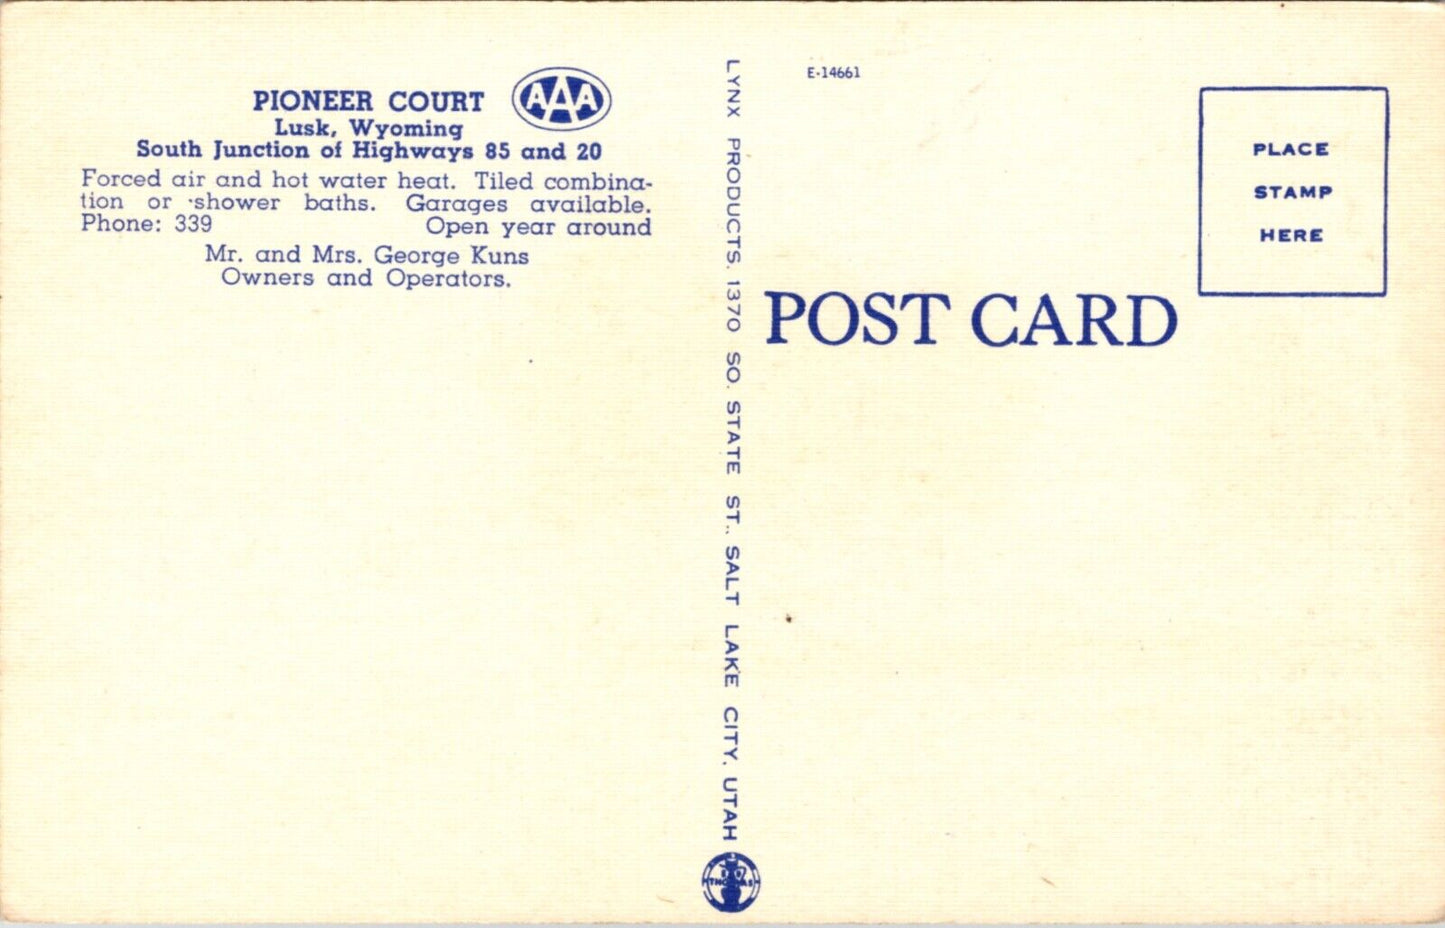 PIONEER COURT AAA
Lusk, Wyoming
South Junction of Highways 85 and 20
Forced air and hot water heat. Tiled combina-
tion or shower baths. Garages available.
Phone: 339 Open year around
Mr. and Mrs. George Kuns
Owners and Operators.
LYNX PRODUCTS, 1370 SO. STATE ST., SALT LAKE CITY, UTAH
THOMAS
E-14661
PLACE
STAMP
HERE
POST CARD